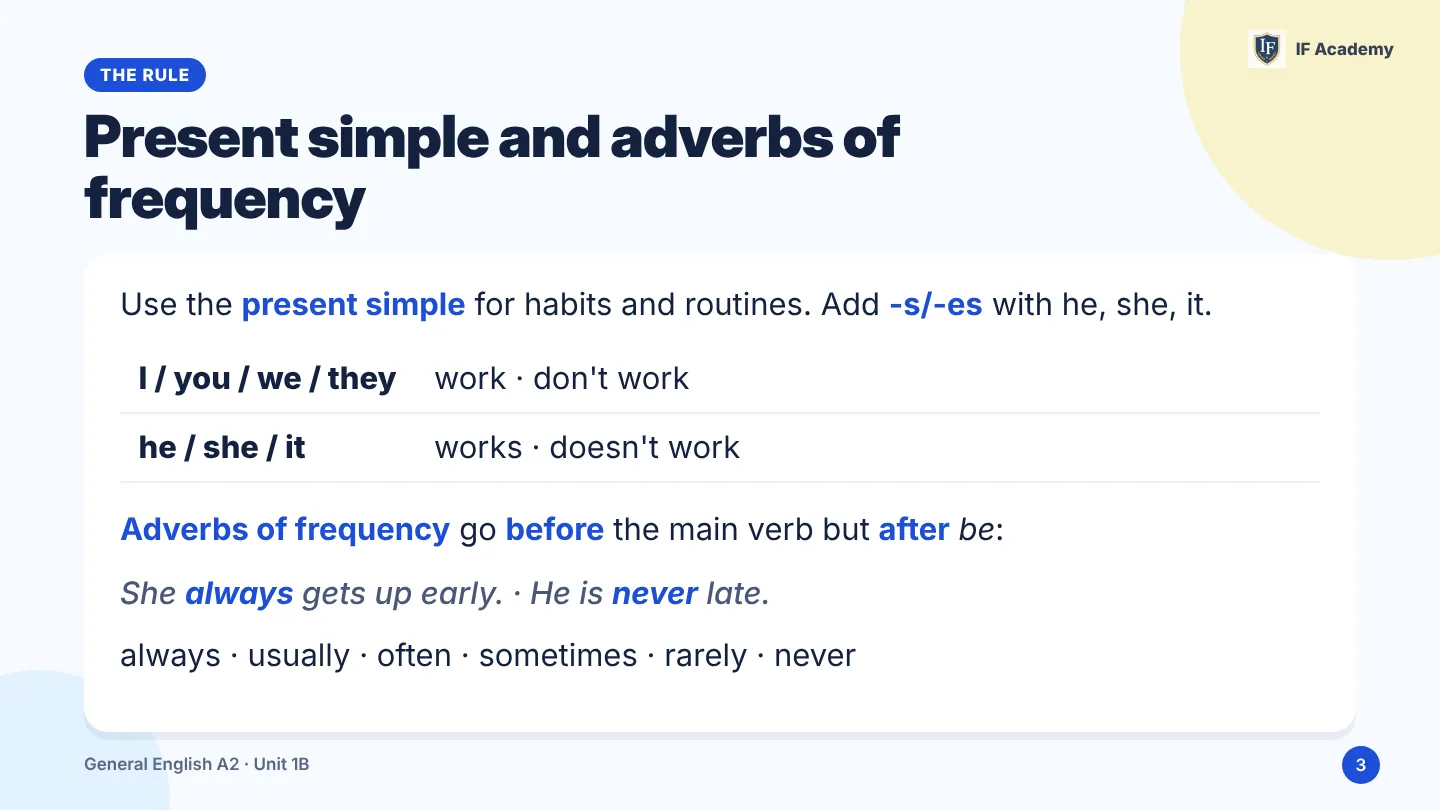 IF
IF Academy
THE RULE
Present simple and adverbs of
frequency
Use the present simple for habits and routines. Add -s/-es with he, she, it.
I / you / we / they work · don't work
he / she / it works · doesn't work
Adverbs of frequency go before the main verb but after be:
She always gets up early. · He is never late.
always · usually · often · sometimes · rarely · never
General English A2 · Unit 1B
3